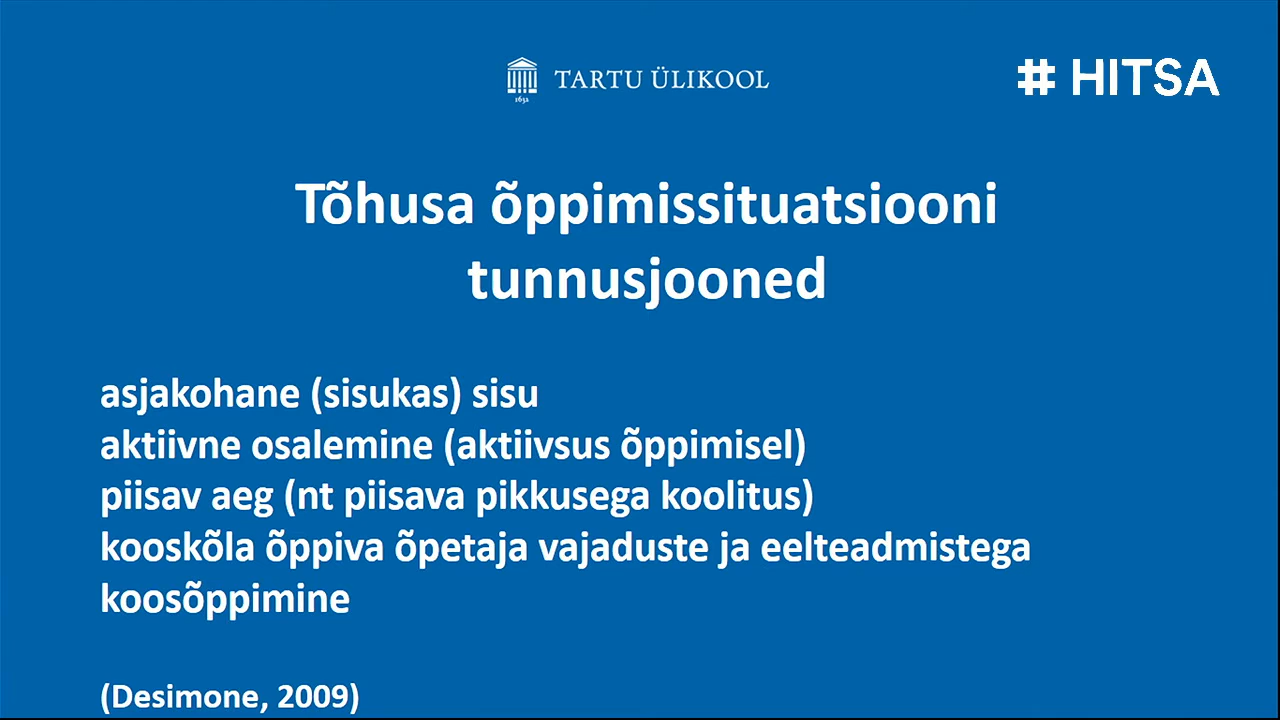 1632
TARTU ÜLIKOOL
# HITSA
Tõhusa õppimissituatsiooni
tunnusjooned
asjakohane (sisukas) sisu
aktiivne osalemine (aktiivsus õppimisel)
piisav aeg (nt piisava pikkusega koolitus)
kooskõla õppiva õpetaja vajaduste ja eelteadmistega
koosõppimine
(Desimone, 2009)